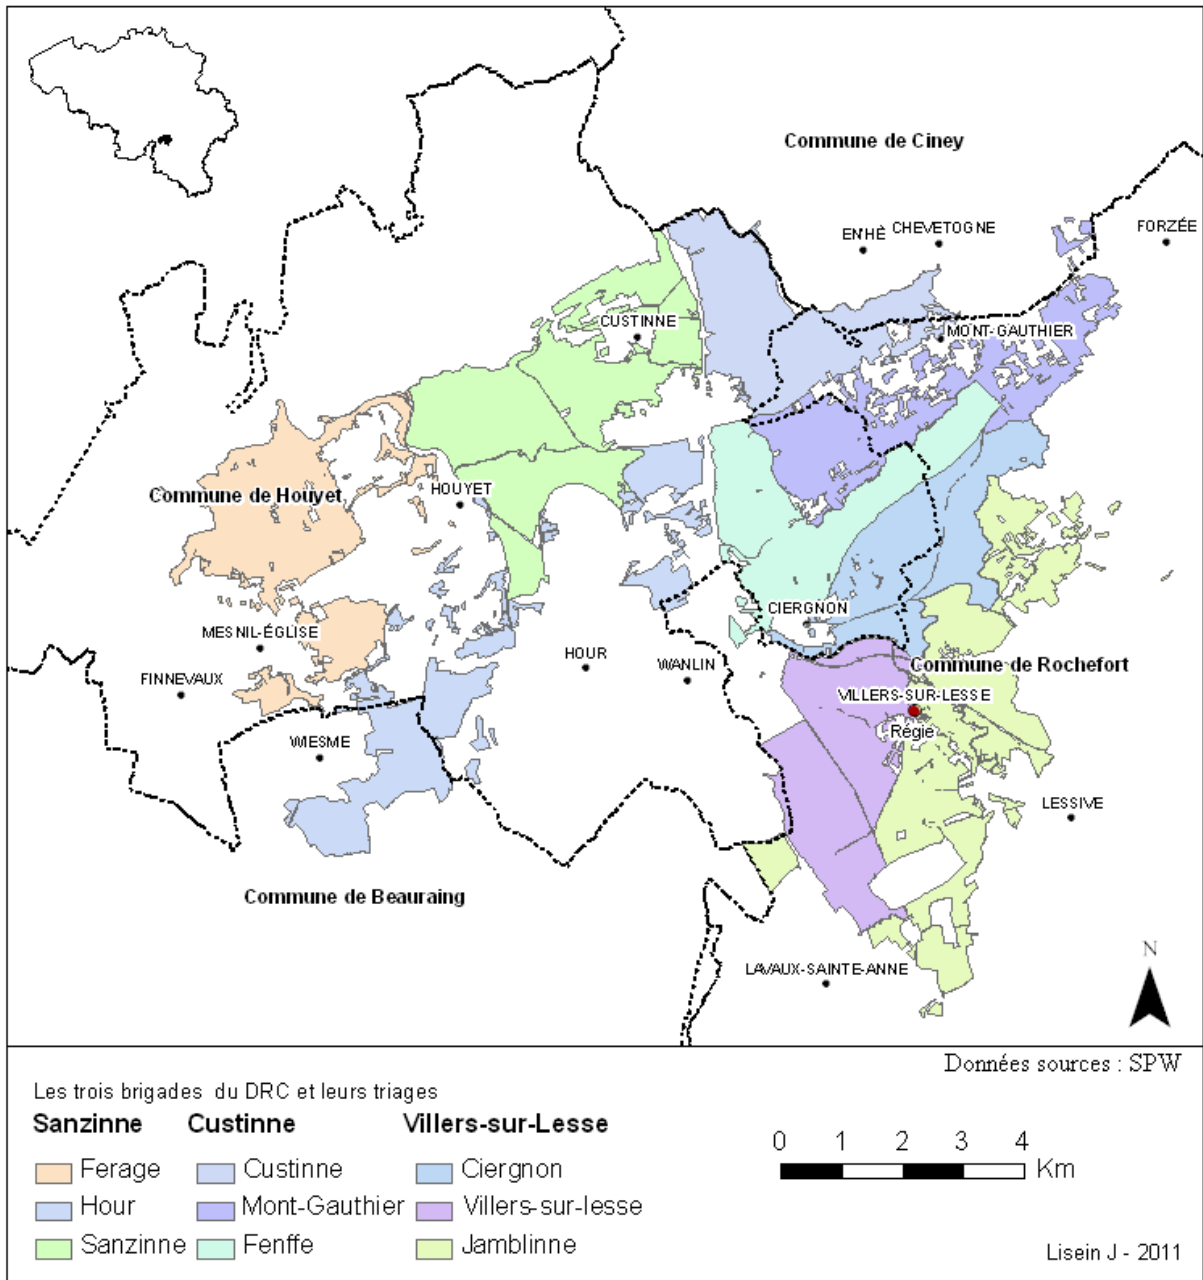 Commune de Ciney
ENHÈ
CHEVETOGNE
FORZÉE
CUSTINNE
MONT-GAUTHIER
Commune de Houyet
HOUYET
CIERGNON
MESNIL-ÉGLISE
HOUR
WANLIN
Commune de Rochefort
FINNEVAUX
VILLERS-SUR-LESSE
Régie
WIESME
LESSIVE
Commune de Beauraing
LAVAUX-SAINTE-ANNE
N
Données sources : SPW
Les trois brigades du DRC et leurs triages
Sanzinne Custinne Villers-sur-Lesse
Ferage Custinne Ciergnon
Hour Mont-Gauthier Villers-sur-lesse
Sanzinne Fenffe Jamblinne
0 1 2 3 4
Km
Lisein J - 2011